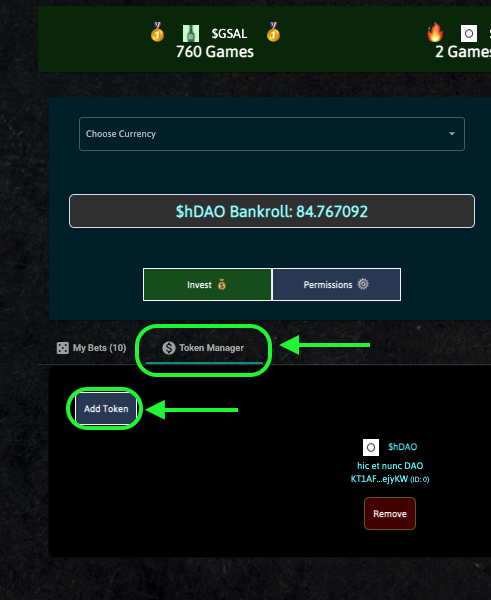 $GSAL
760 Games
2 Games
Choose Currency
$hDAO Bankroll: 84.767092
Invest
Permissions
My Bets (10)
Token Manager
Add Token
$hDAO
hic et nunc DAO
KT1AF...ejyKW (ID: 0)
Remove